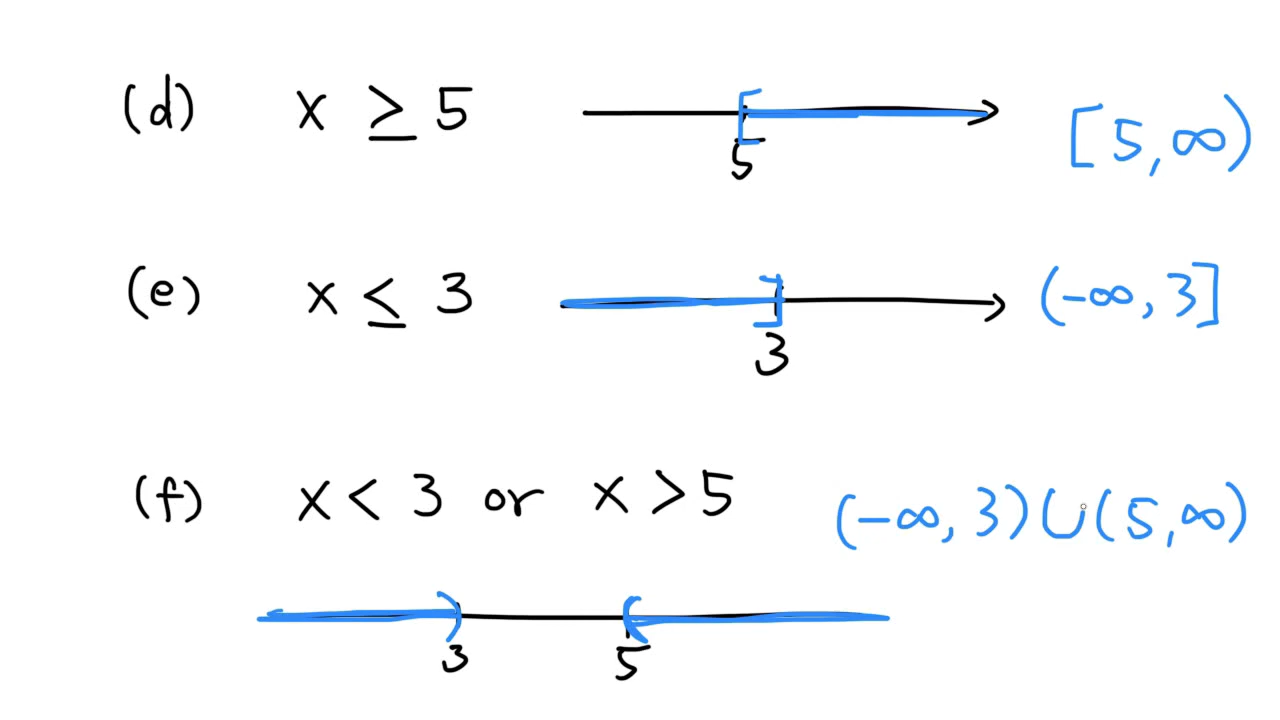 (d) x ≥ 5 [5, ∞)
5
(e) x ≤ 3 (-∞, 3]
3
(f) x < 3 or x > 5 (-∞, 3) ∪ (5, ∞)
3 5